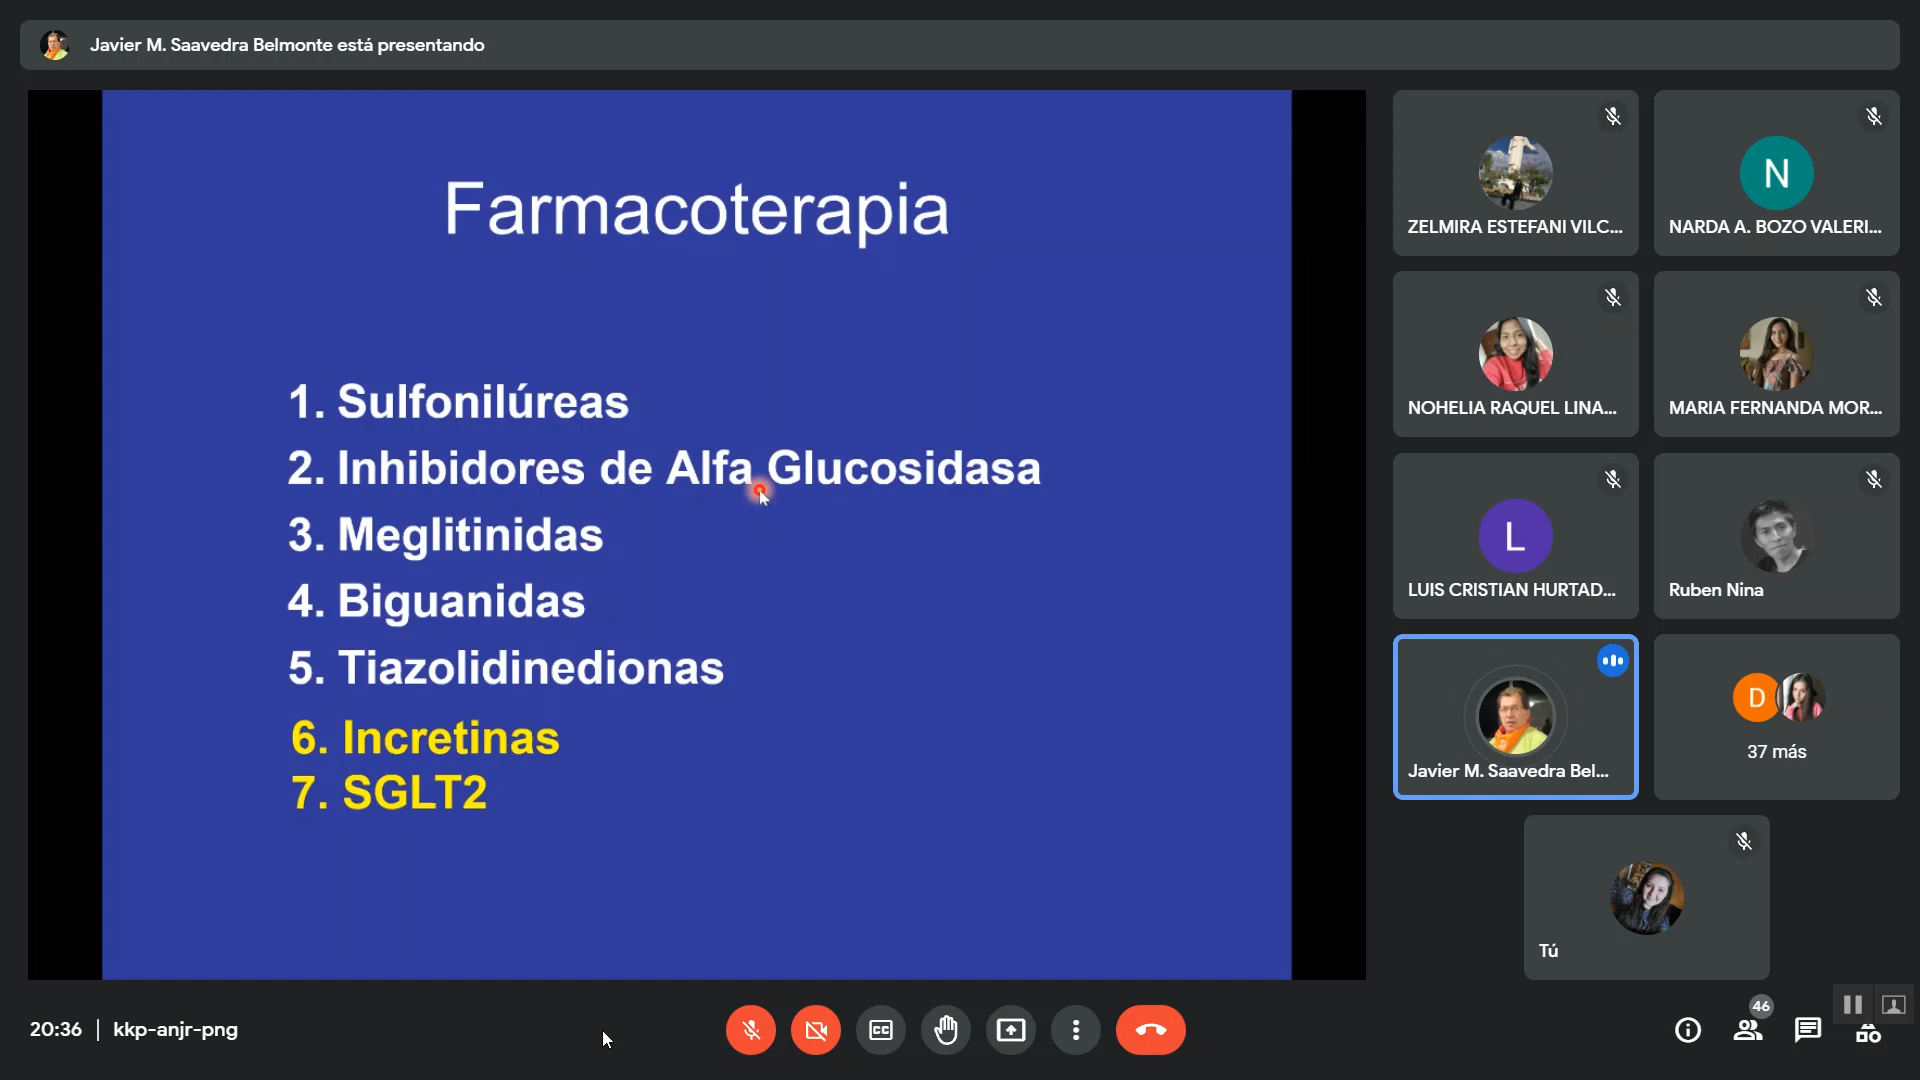 Javier M. Saavedra Belmonte está presentando
Farmacoterapia
1. Sulfonilúreas
2. Inhibidores de Alfa Glucosidasa
3. Meglitinidas
4. Biguanidas
5. Tiazolidinedionas
6. Incretinas
7. SGLT2
ZELMIRA ESTEFANI VILC...
NARDA A. BOZO VALERI...
N
NOHELIA RAQUEL LINA...
MARIA FERNANDA MOR...
L
LUIS CRISTIAN HURTAD...
Ruben Nina
Javier M. Saavedra Bel...
D
37 más
Tú
20:36 | kkp-anjr-png
CC
46